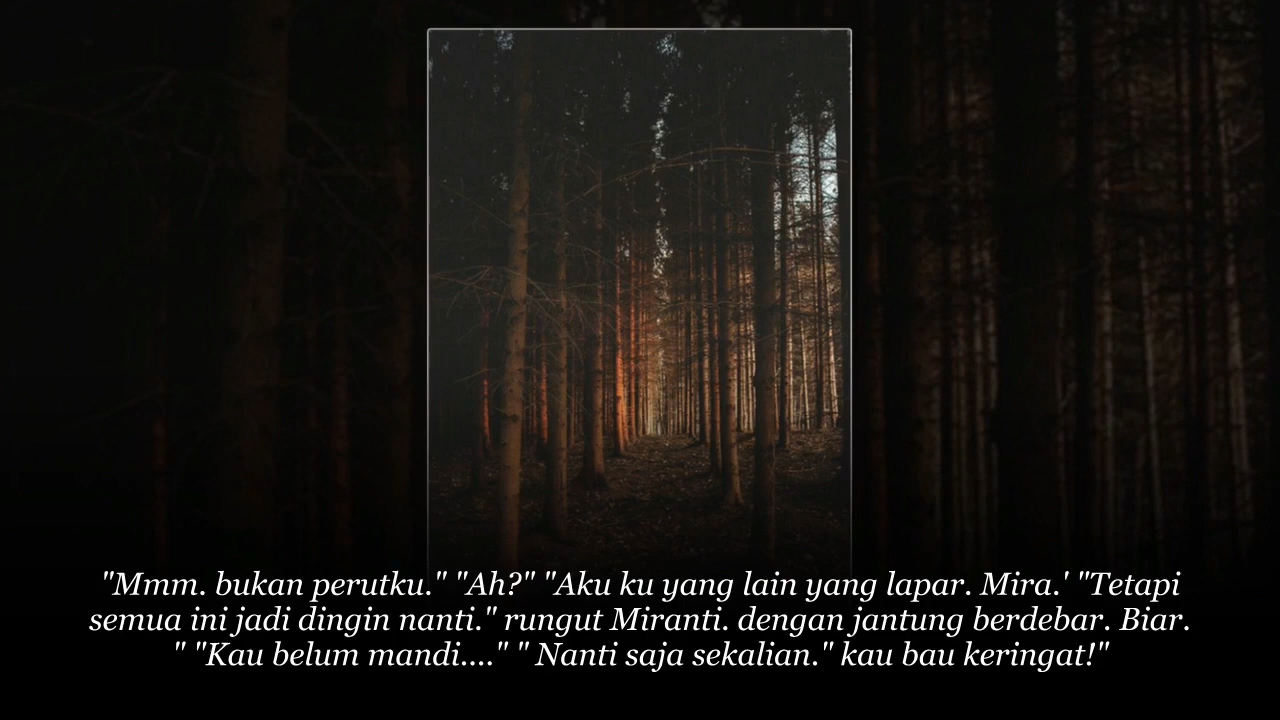 "Mmm. bukan perutku." "Ah?" "Aku ku yang lain yang lapar. Mira.' "Tetapi
semua ini jadi dingin nanti." rungut Miranti. dengan jantung berdebar. Biar.
" "Kau belum mandi...." " Nanti saja sekalian." kau bau keringat!"